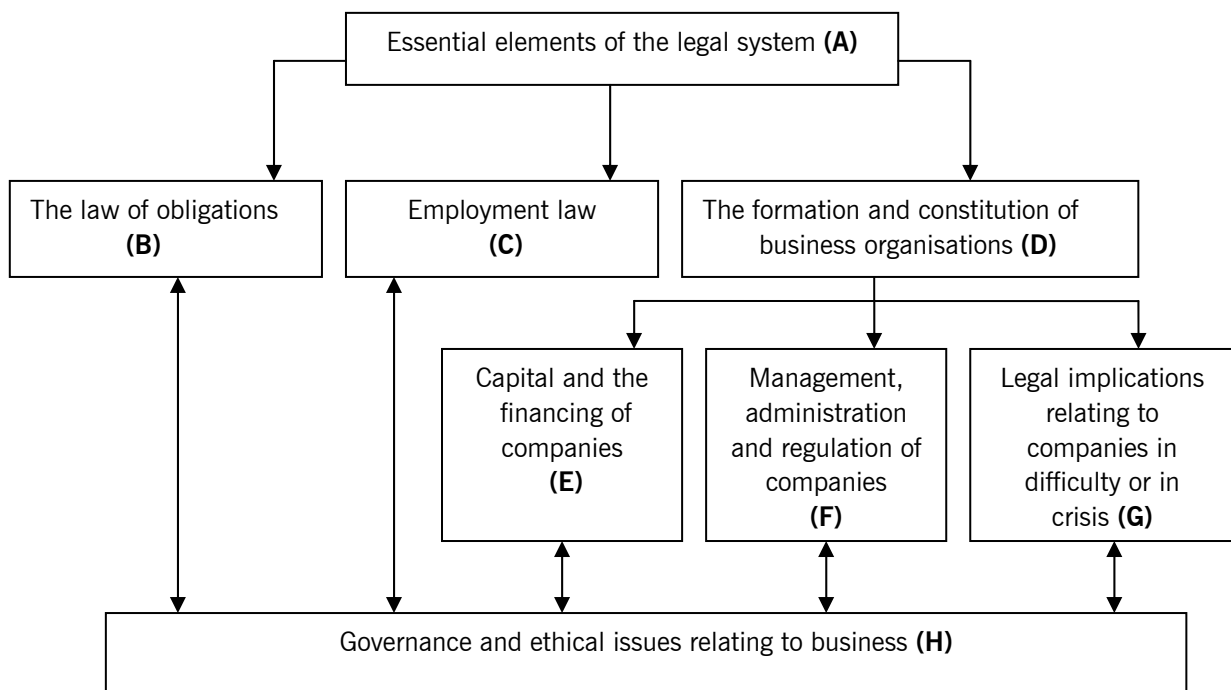 Essential elements of the legal system (A)
The law of obligations
(B)
Employment law
(C)
The formation and constitution of
business organisations (D)
Capital and the
financing of
companies
(E)
Management,
administration
and regulation of
companies
(F)
Legal implications
relating to
companies in
difficulty or in
crisis (G)
Governance and ethical issues relating to business (H)